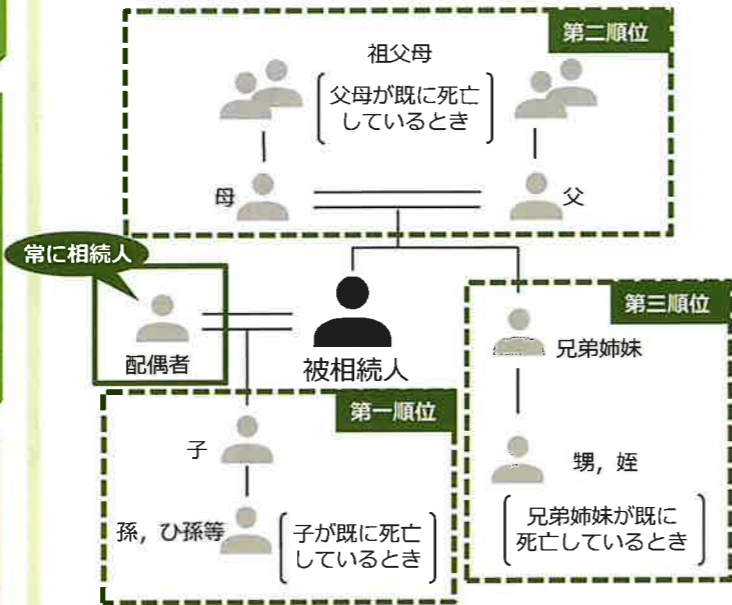 第二順位
祖父母
父母が既に死亡
しているとき
母
父
常に相続人
配偶者
被相続人
第三順位
兄弟姉妹
甥，姪
兄弟姉妹が既に
死亡しているとき
第一順位
子
孫，ひ孫等
子が既に死亡
しているとき